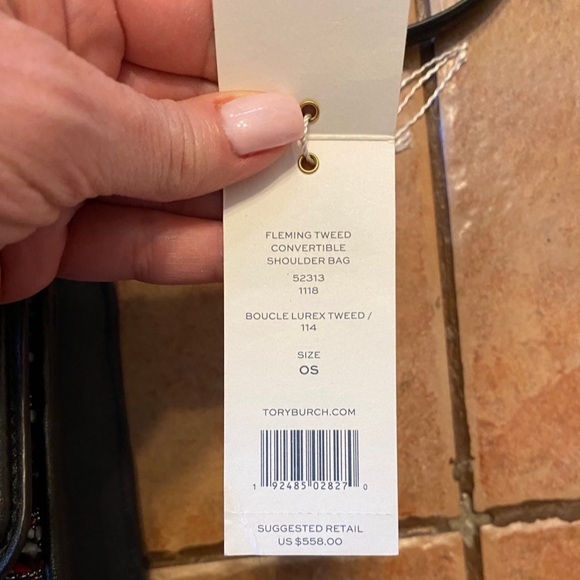 FLEMING TWEED
CONVERTIBLE
SHOULDER BAG
52313
1118
BOUCLE LUREX TWEED /
114
SIZE
OS
TORYBURCH.COM
1 92485 02827 0
SUGGESTED RETAIL
US $558.00